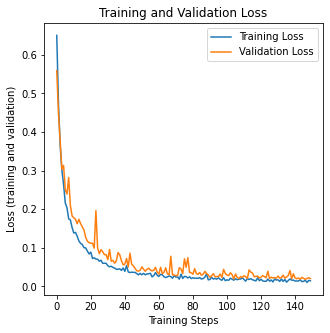 Training and Validation Loss
Training Loss
Validation Loss
Loss (training and validation)
0.6
0.5
0.4
0.3
0.2
0.1
0.0
0 20 40 60 80 100 120 140
Training Steps